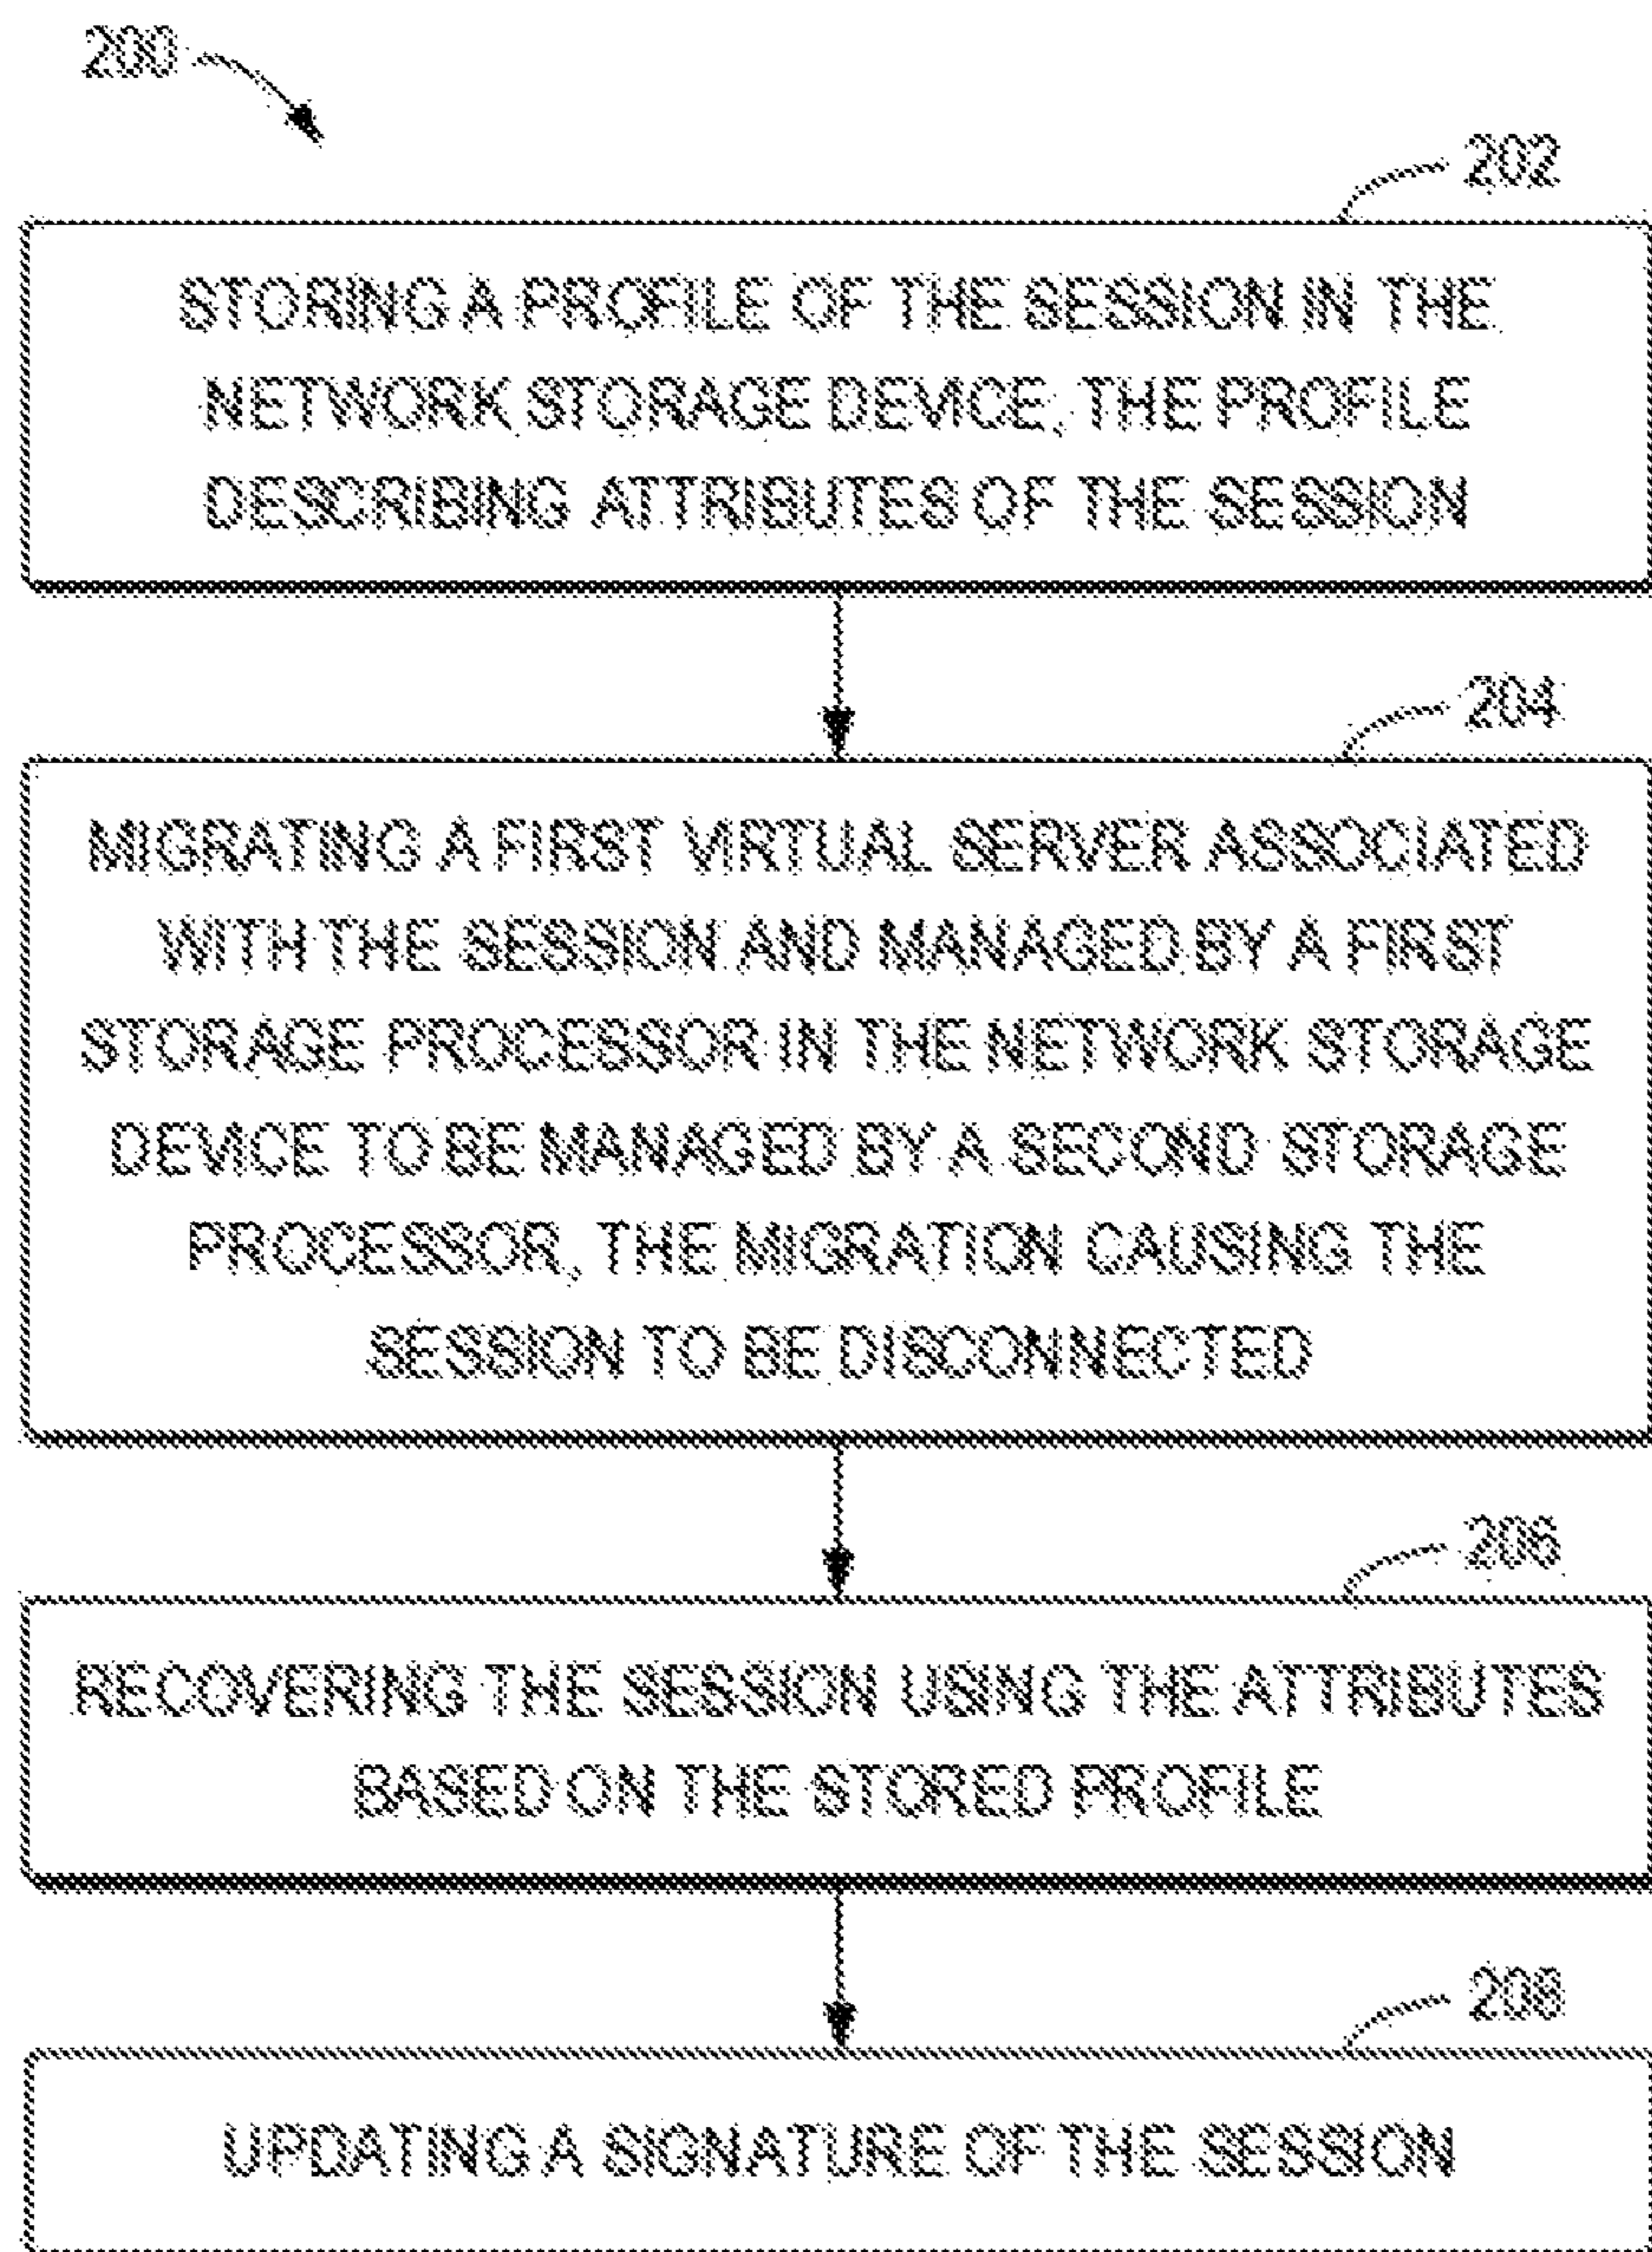 200
202
STORING A PROFILE OF THE SESSION IN THE
NETWORK STORAGE DEVICE, THE PROFILE
DESCRIBING ATTRIBUTES OF THE SESSION
204
MIGRATING A FIRST VIRTUAL SERVER ASSOCIATED
WITH THE SESSION AND MANAGED BY A FIRST
STORAGE PROCESSOR IN THE NETWORK STORAGE
DEVICE TO BE MANAGED BY A SECOND STORAGE
PROCESSOR, THE MIGRATION CAUSING THE
SESSION TO BE DISCONNECTED
206
RECOVERING THE SESSION USING THE ATTRIBUTES
BASED ON THE STORED PROFILE
208
UPDATING A SIGNATURE OF THE SESSION